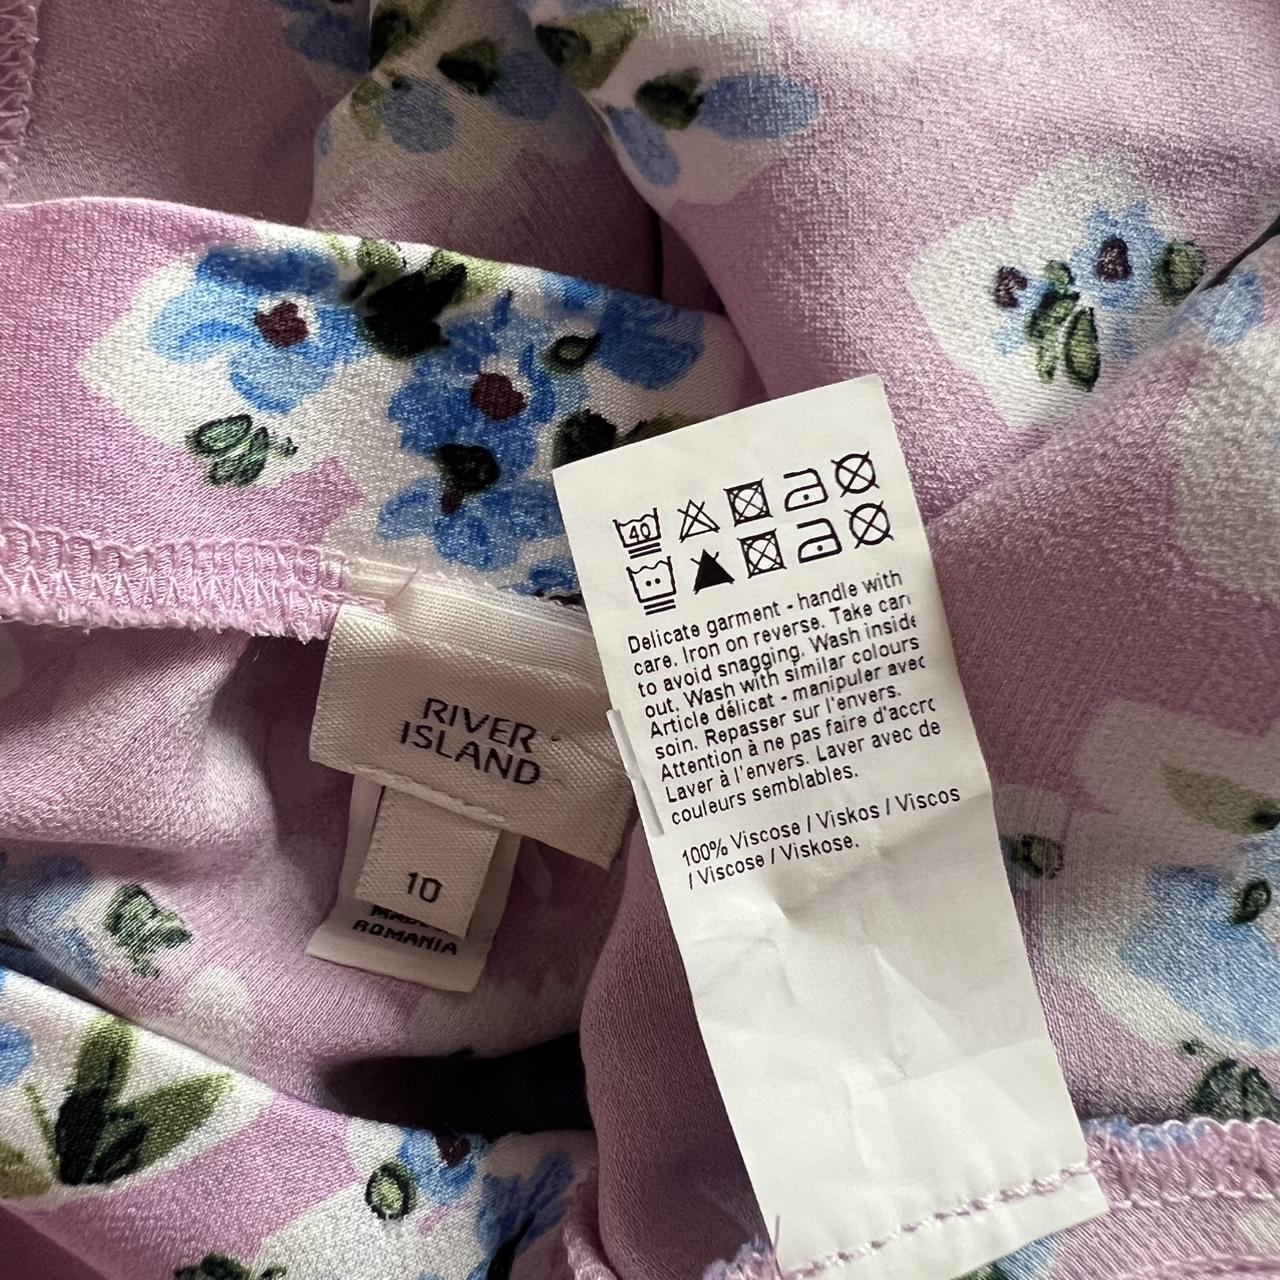 RIVER
ISLAND
10
ROMANIA
40
Delicate garment - handle with
care. Iron on reverse. Take care
to avoid snagging. Wash inside
out. Wash with similar colours
Article délicat - manipuler avec
soin. Repasser sur l'envers.
Attention à ne pas faire d'accro
Laver à l'envers. Laver avec de
couleurs semblables.
100% Viscose / Viskos / Viscos
/ Viscose / Viskose.